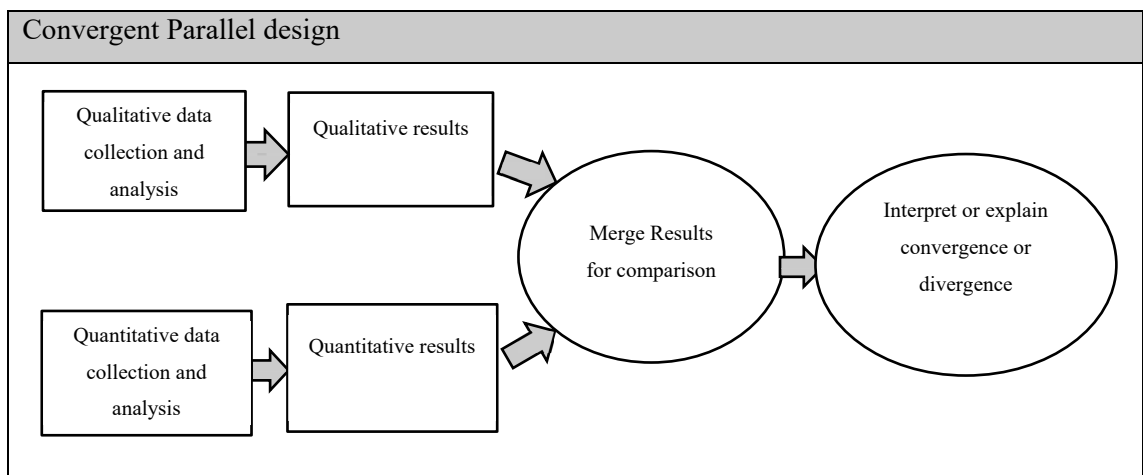 Convergent Parallel design
Qualitative data
collection and
analysis
Qualitative results
Merge Results
for comparison
Interpret or explain
convergence or
divergence
Quantitative data
collection and
analysis
Quantitative results